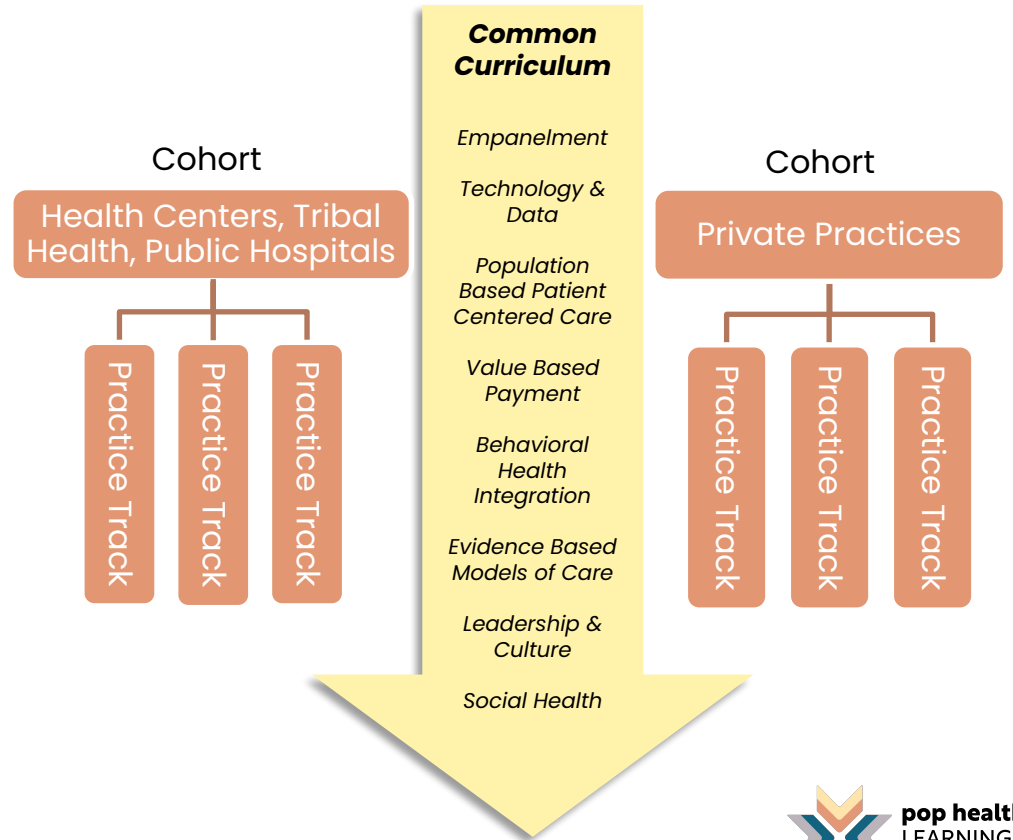 Common
Curriculum
Empanelment
Technology &
Data
Population
Based Patient
Centered Care
Value Based
Payment
Behavioral
Health
Integration
Evidence Based
Models of Care
Leadership &
Culture
Social Health
Cohort
Health Centers, Tribal
Health, Public Hospitals
Practice Track
Practice Track
Practice Track
Cohort
Private Practices
Practice Track
Practice Track
Practice Track
pop health
LEARNING